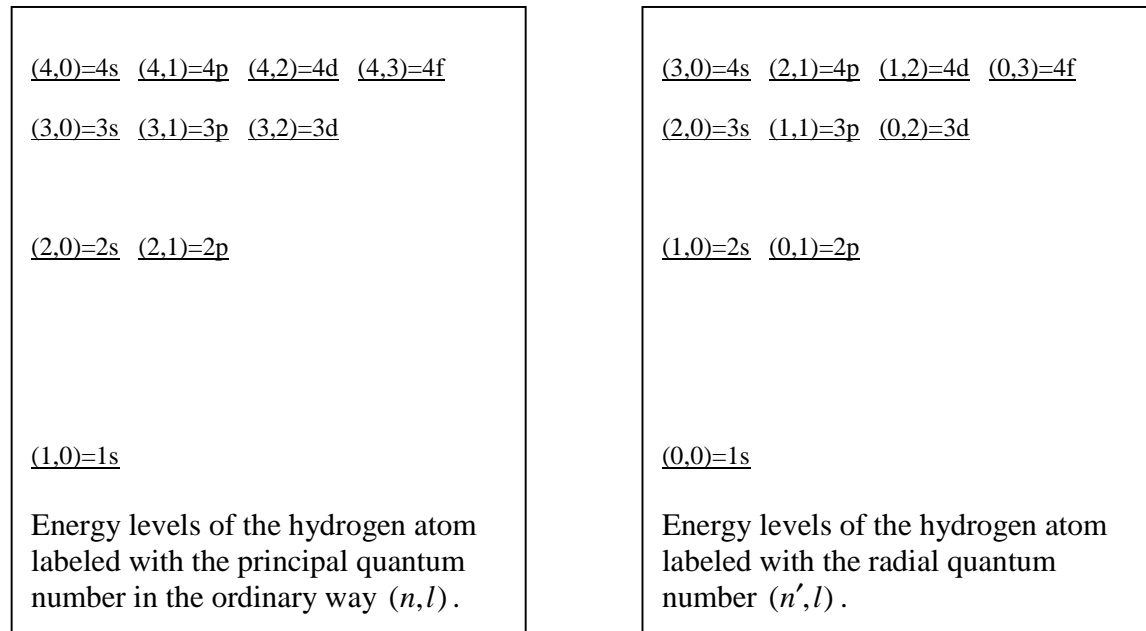 (4,0)=4s (4,1)=4p (4,2)=4d (4,3)=4f
(3,0)=3s (3,1)=3p (3,2)=3d
(2,0)=2s (2,1)=2p
(1,0)=1s
Energy levels of the hydrogen atom
labeled with the principal quantum
number in the ordinary way (n,l).
(3,0)=4s (2,1)=4p (1,2)=4d (0,3)=4f
(2,0)=3s (1,1)=3p (0,2)=3d
(1,0)=2s (0,1)=2p
(0,0)=1s
Energy levels of the hydrogen atom
labeled with the radial quantum
number (n′,l).